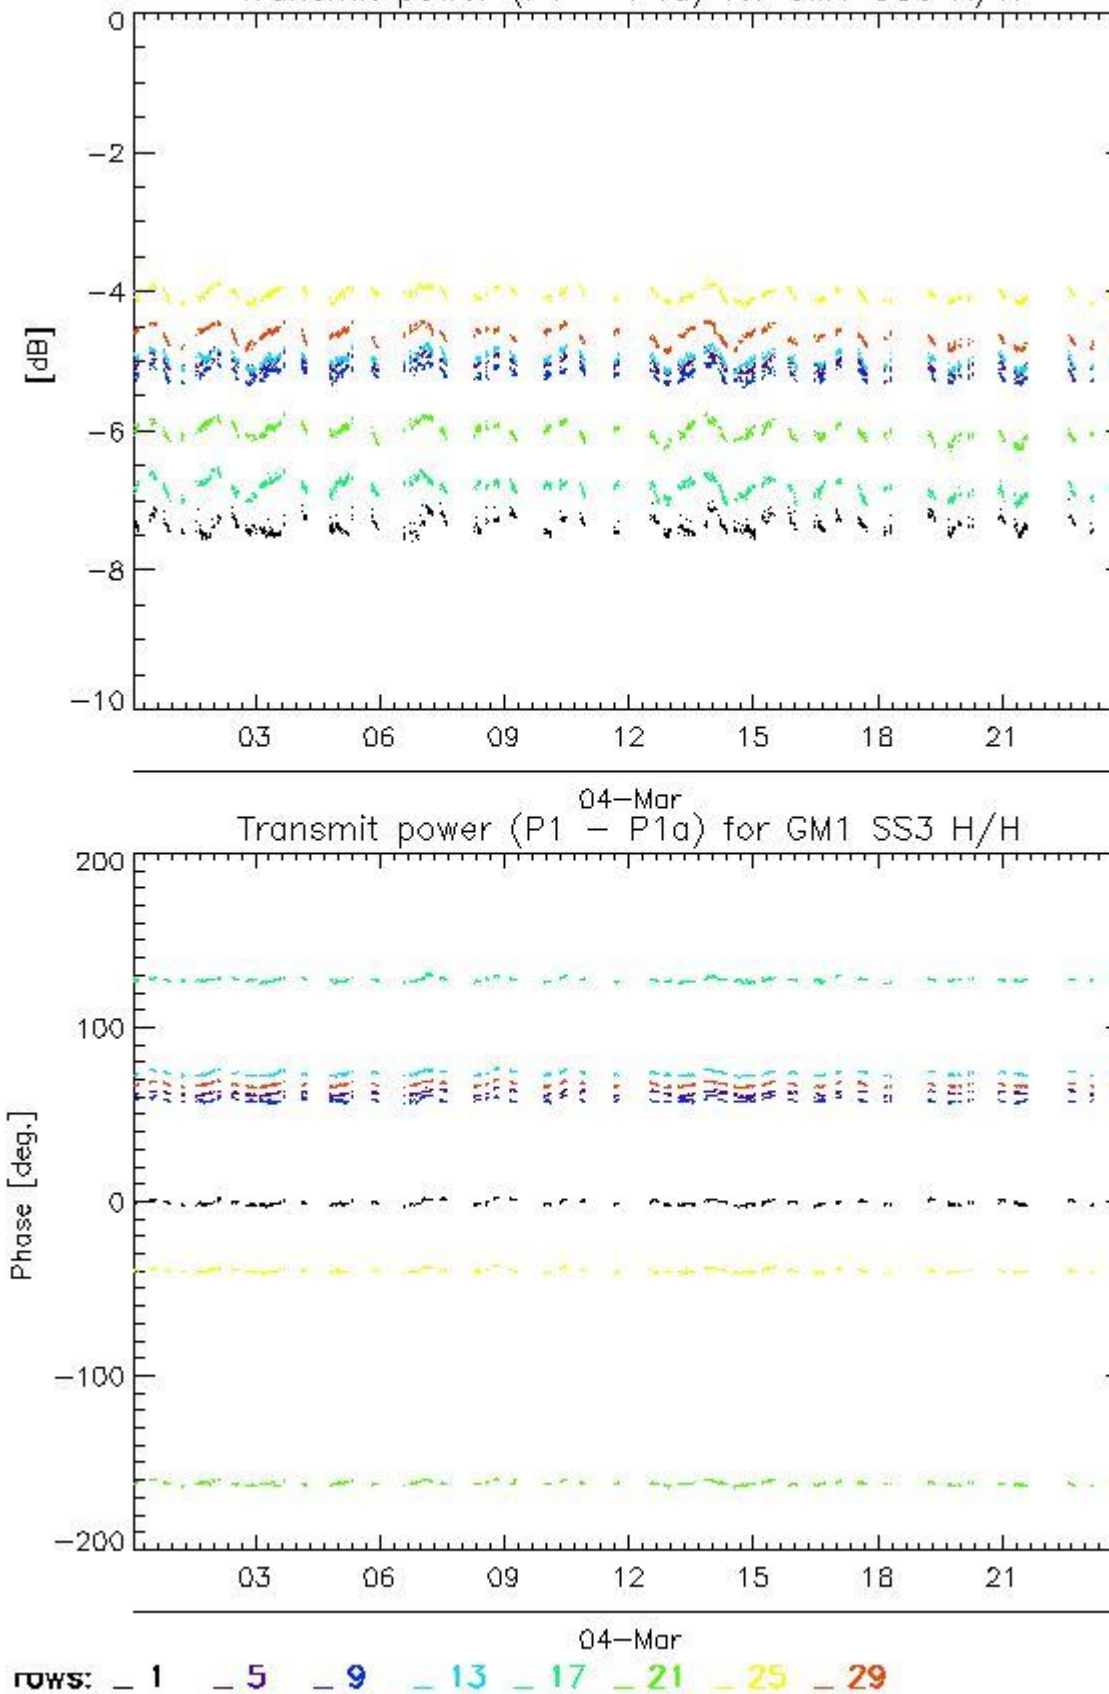 0
−2
−4
[dB]
−6
−8
−10
03 06 09 12 15 18 21
04−Mar
Transmit power (P1 − P1a) for GM1 SS3 H/H
200
100
Phase [deg.]
0
−100
−200
03 06 09 12 15 18 21
04−Mar
rows: _ 1 _ 5 _ 9 _ 13 _ 17 _ 21 _ 25 _ 29